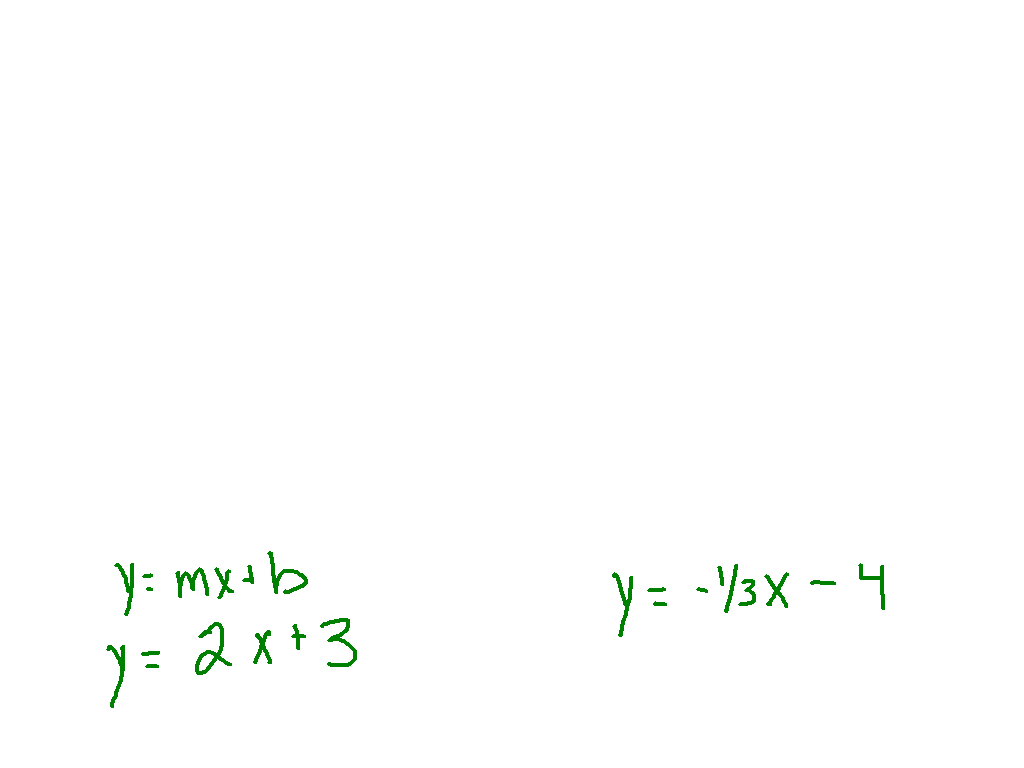 y = mx + b
y = 2x + 3
y = -1/3x - 4